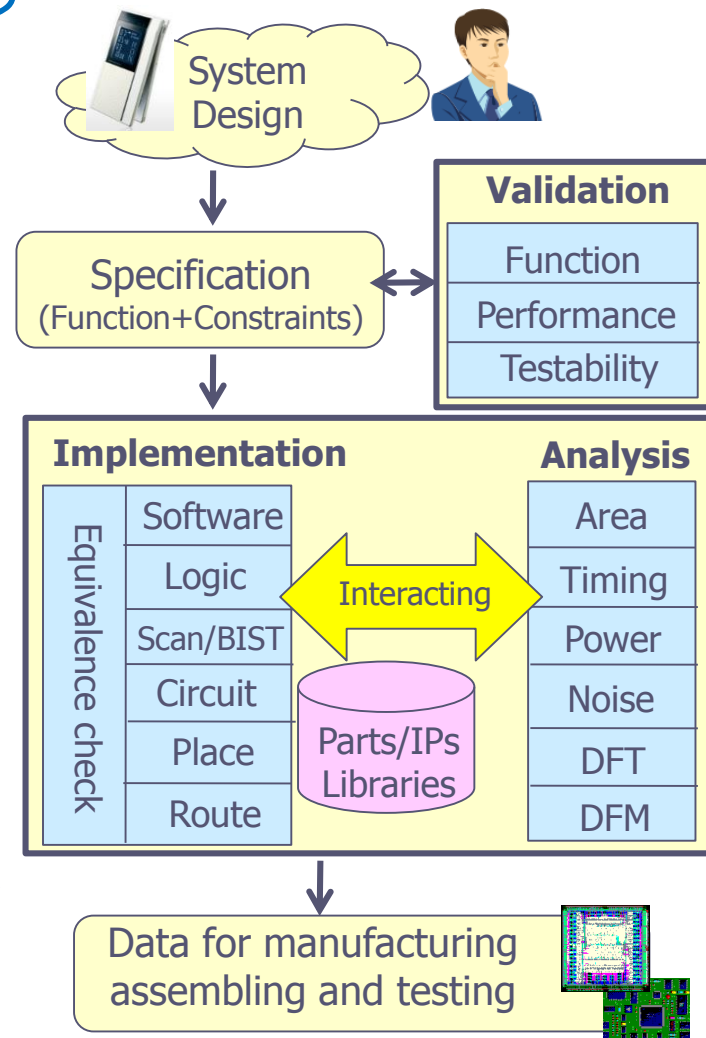 System
Design
Validation
Function
Performance
Testability
Specification
(Function+Constraints)
Implementation
Analysis
Equivalence check
Software
Logic
Scan/BIST
Circuit
Place
Route
Interacting
Parts/IPs
Libraries
Area
Timing
Power
Noise
DFT
DFM
Data for manufacturing
assembling and testing